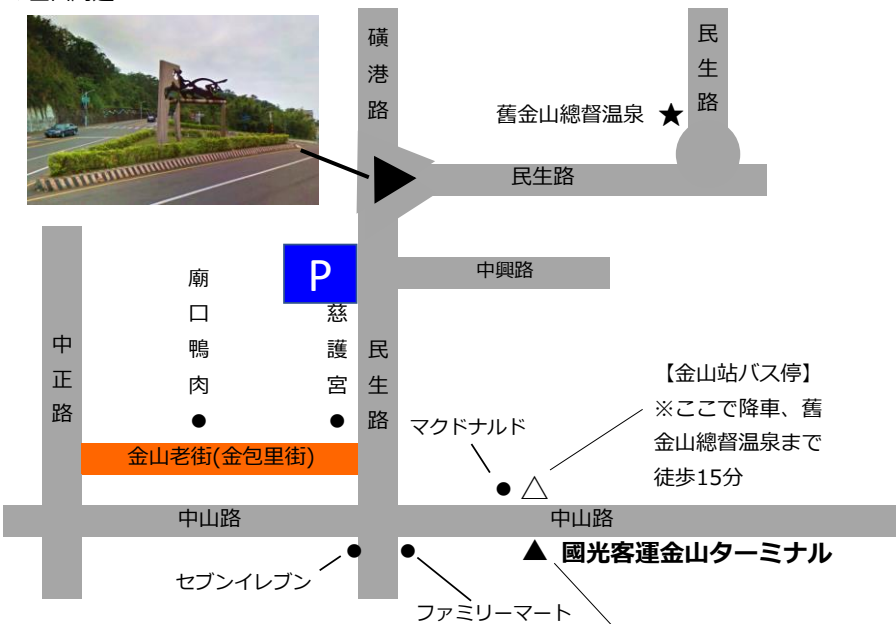 磺港路
民生路
舊金山總督温泉 ★
民生路
P
中興路
廟口鴨肉
慈護宮
中正路
民生路
【金山站バス停】
※ここで降車、舊
金山總督温泉まで
徒歩15分
マクドナルド
金山老街(金包里街)
中山路
中山路
國光客運金山ターミナル
セブンイレブン
ファミリーマート